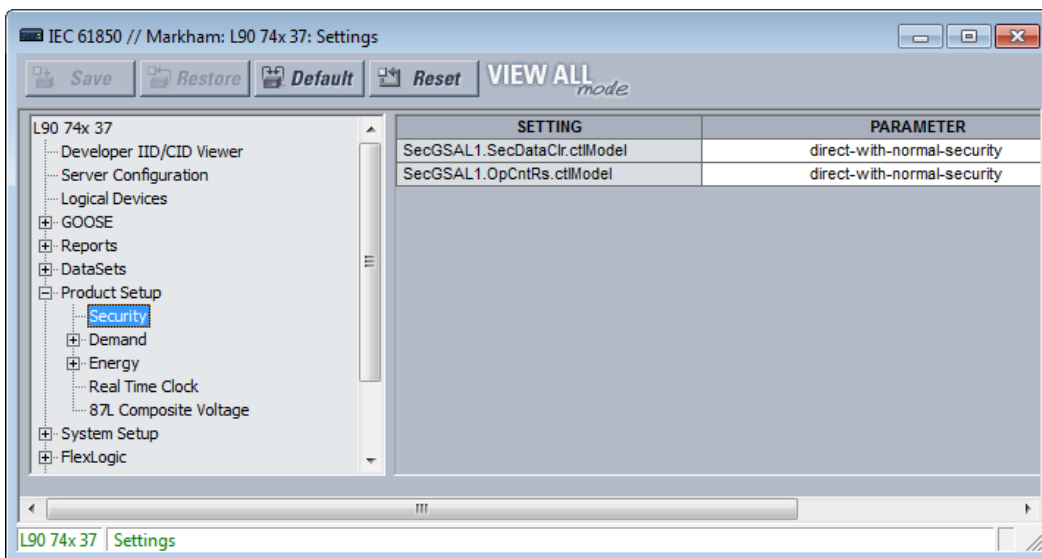 IEC 61850 // Markham: L90 74x 37: Settings
Save Restore Default Reset VIEW ALL mode
L90 74x 37
Developer IID/CID Viewer
Server Configuration
Logical Devices
GOOSE
Reports
DataSets
Product Setup
Security
Demand
Energy
Real Time Clock
87L Composite Voltage
System Setup
FlexLogic
SETTING PARAMETER
SecGSAL1.SecDataClr.ctlModel direct-with-normal-security
SecGSAL1.OpCntRs.ctlModel direct-with-normal-security
L90 74x 37 Settings